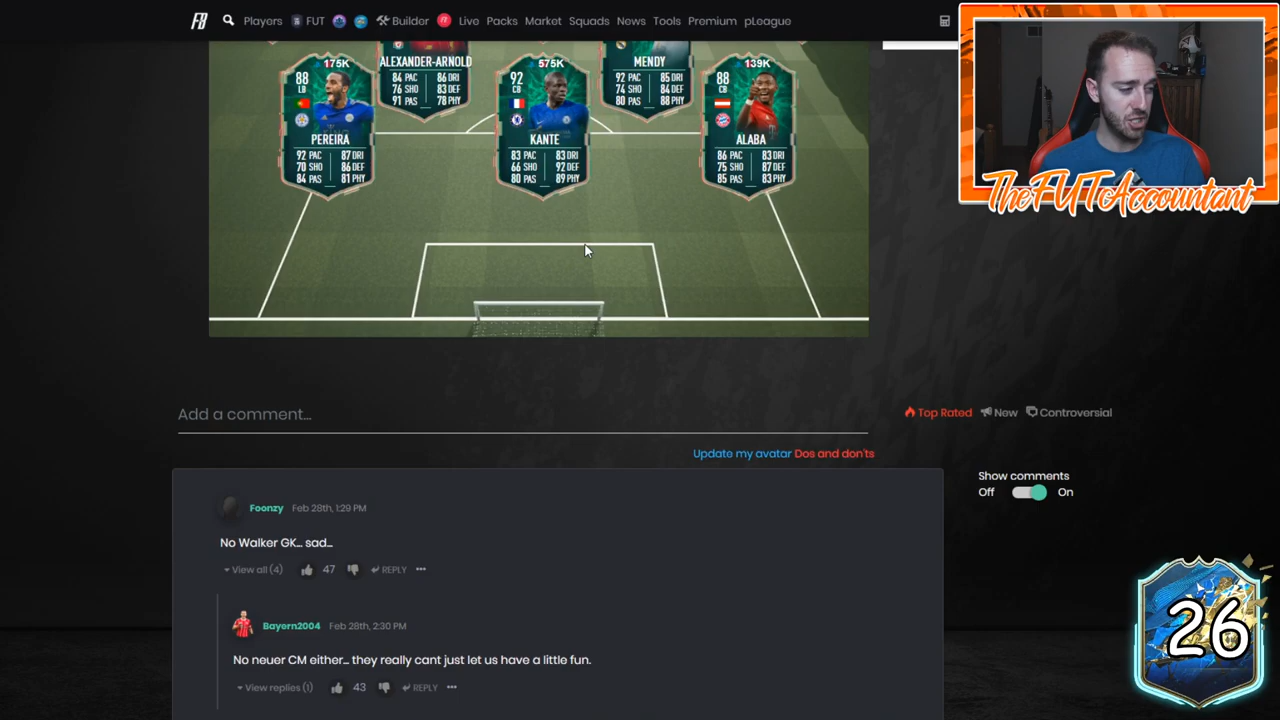 FB Players FUT Builder Live Packs Market Squads News Tools Premium pLeague
175K
88
LB
PEREIRA
92 PAC 87 DRI
70 SHO 86 DEF
84 PAS 81 PHY
ALEXANDER-ARNOLD
84 PAC 86 DRI
76 SHO 83 DEF
91 PAS 78 PHY
575K
92
CB
KANTE
83 PAC 83 DRI
66 SHO 92 DEF
80 PAS 89 PHY
MENDY
92 PAC 85 DRI
74 SHO 84 DEF
80 PAS 88 PHY
139K
88
CB
ALABA
86 PAC 83 DRI
75 SHO 87 DEF
85 PAS 83 PHY
TheFUTAccountant
Add a comment...
Top Rated New Controversial
Update my avatar Dos and don'ts
Show comments
Off On
Foonzy Feb 28th, 1:29 PM
No Walker GK... sad...
View all (4) 47 REPLY •••
Bayern2004 Feb 28th, 2:30 PM
No neuer CM either... they really cant just let us have a little fun.
View replies (1) 43 REPLY •••
26